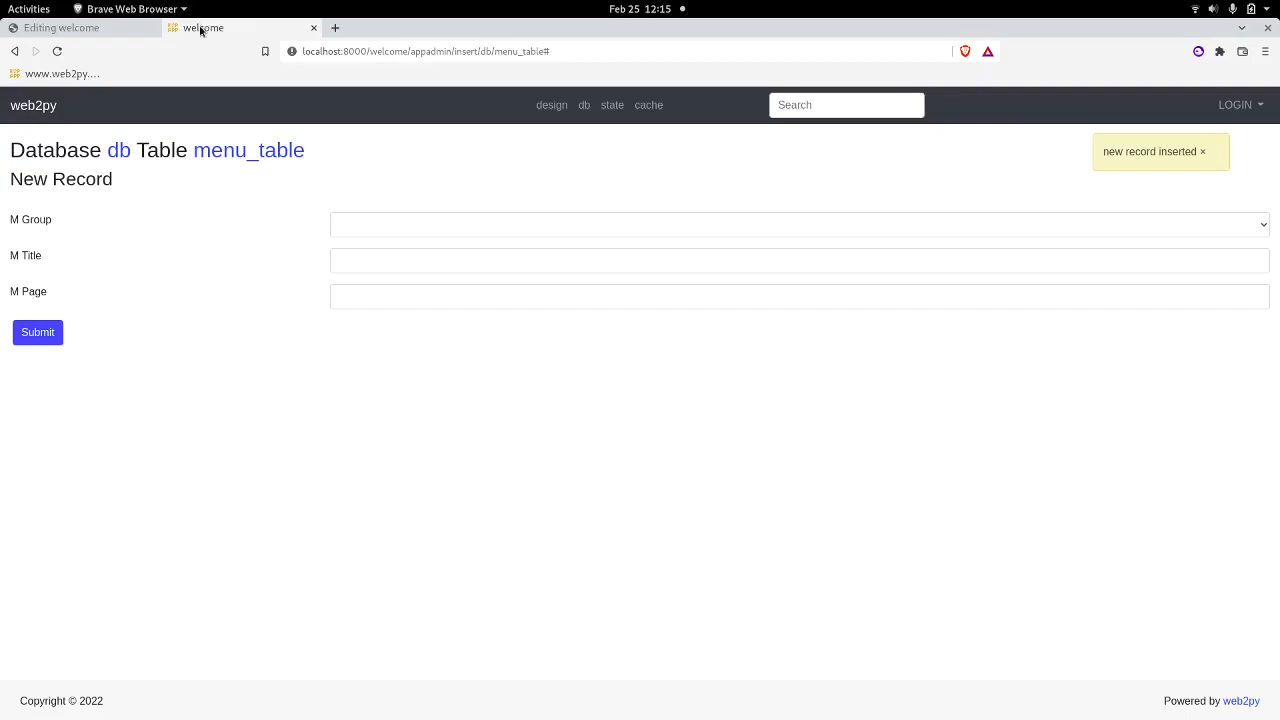 Activities Brave Web Browser Feb 25 12:15
Editing welcome welcome × +
localhost:8000/welcome/appadmin/insert/db/menu_table#
www.web2py....
web2py design db state cache Search LOGIN
Database db Table menu_table
new record inserted ×
New Record
M Group
M Title
M Page
Submit
Copyright © 2022 Powered by web2py